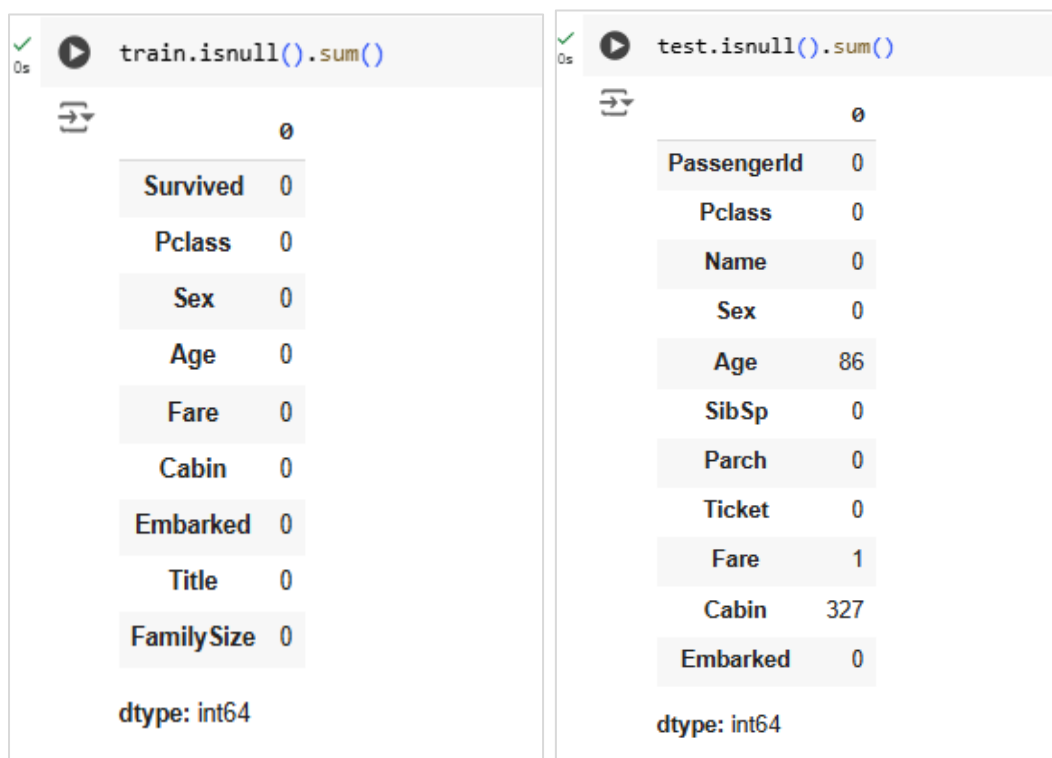 train.isnull().sum()
0s
0
Survived 0
Pclass 0
Sex 0
Age 0
Fare 0
Cabin 0
Embarked 0
Title 0
FamilySize 0
dtype: int64
test.isnull().sum()
0s
0
PassengerId 0
Pclass 0
Name 0
Sex 0
Age 86
SibSp 0
Parch 0
Ticket 0
Fare 1
Cabin 327
Embarked 0
dtype: int64